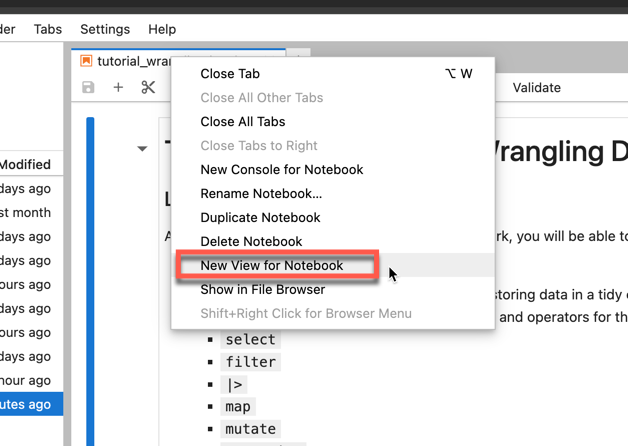 Tabs Settings Help
tutorial_wra
Close Tab ⌥ W
Close All Other Tabs
Close All Tabs
Close Tabs to Right
New Console for Notebook
Rename Notebook...
Duplicate Notebook
Delete Notebook
New View for Notebook
Show in File Browser
Shift+Right Click for Browser Menu
Validate
Modified
days ago
st month
days ago
days ago
ours ago
days ago
ours ago
days ago
hour ago
utes ago
Wrangling D
rk, you will be able to
storing data in a tidy
and operators for th
select
filter
|>
map
mutate